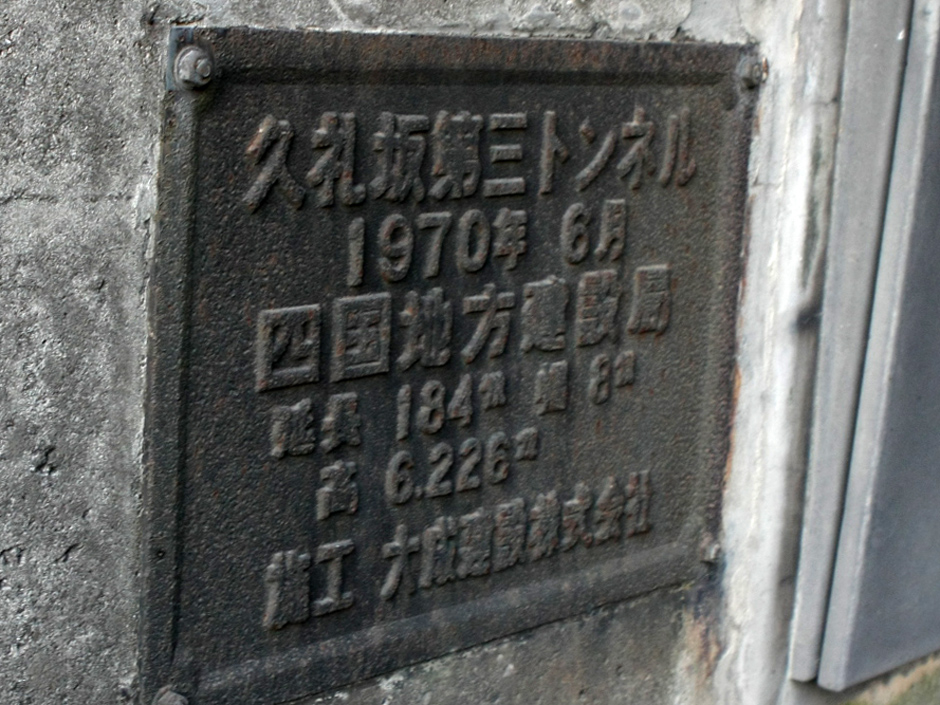 久礼坂第三トンネル
1970年 6月
四国地方建設局
延長 184m 幅 8m
高 6.226m
施工 大成建設株式会社